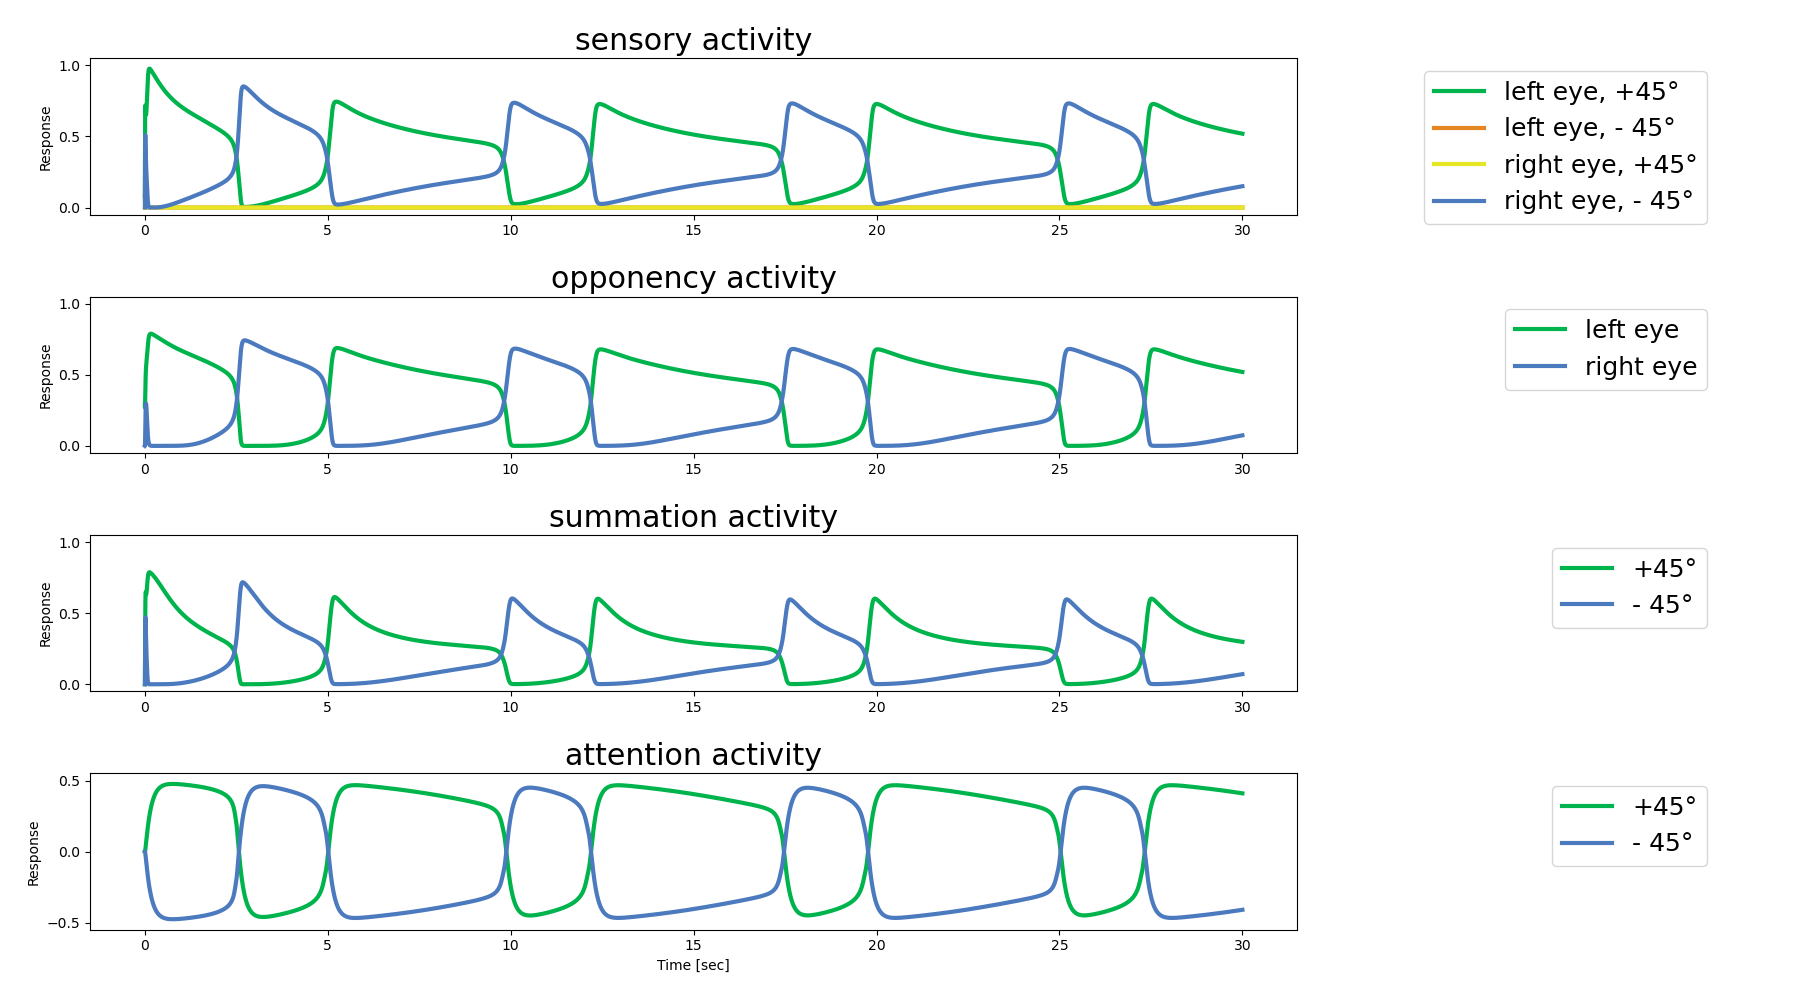 sensory activity
Response
1.0
0.5
0.0
0 5 10 15 20 25 30
left eye, +45°
left eye, - 45°
right eye, +45°
right eye, - 45°
opponency activity
Response
1.0
0.5
0.0
0 5 10 15 20 25 30
left eye
right eye
summation activity
Response
1.0
0.5
0.0
0 5 10 15 20 25 30
+45°
- 45°
attention activity
Response
0.5
0.0
−0.5
0 5 10 15 20 25 30
Time [sec]
+45°
- 45°